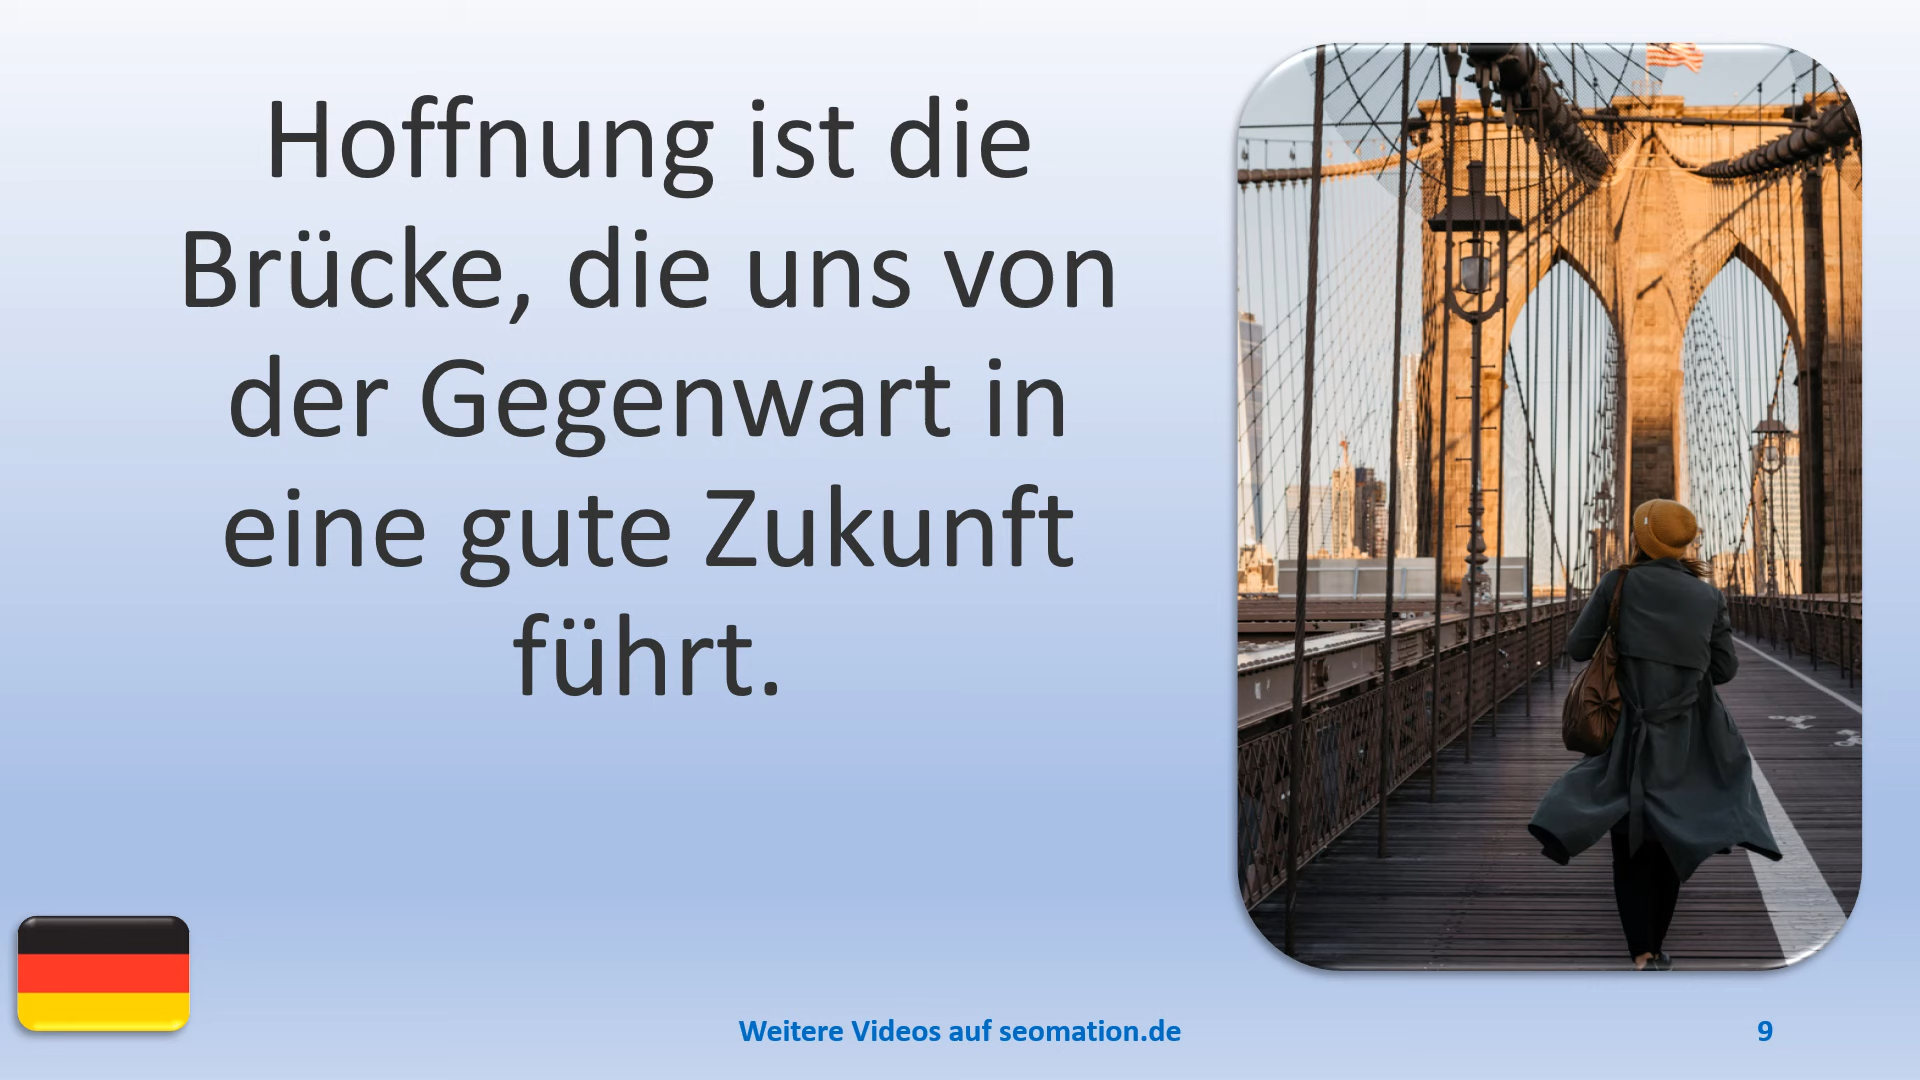 Hoffnung ist die
Brücke, die uns von
der Gegenwart in
eine gute Zukunft
führt.
Weitere Videos auf seomation.de
9